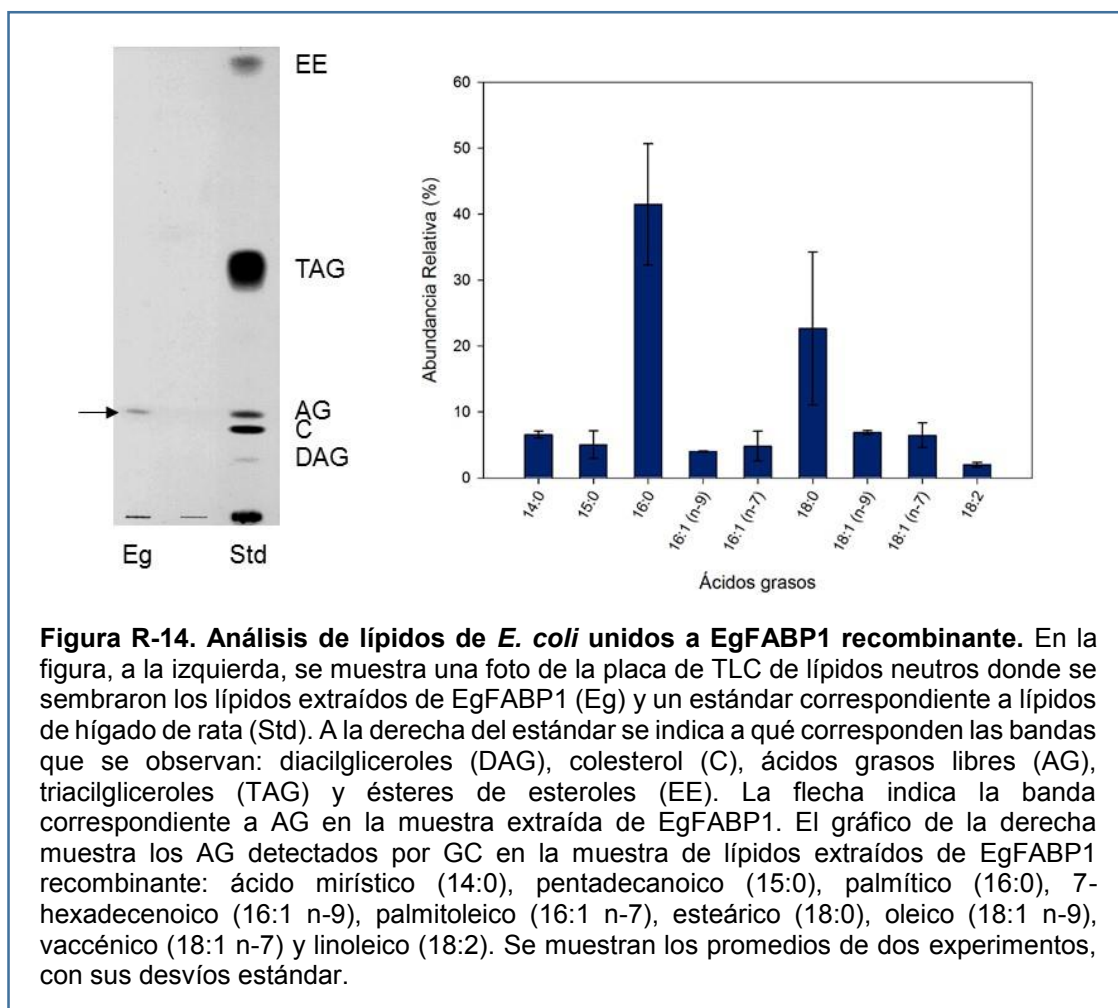 EE
TAG
AG
C
DAG
Eg
Std
Abundancia Relativa (%)
60
50
40
30
20
10
0
14:0
15:0
16:0
16:1 (n-9)
16:1 (n-7)
18:0
18:1 (n-9)
18:1 (n-7)
18:2
Ácidos grasos
Figura R-14. Análisis de lípidos de E. coli unidos a EgFABP1 recombinante. En la
figura, a la izquierda, se muestra una foto de la placa de TLC de lípidos neutros donde se
sembraron los lípidos extraídos de EgFABP1 (Eg) y un estándar correspondiente a lípidos
de hígado de rata (Std). A la derecha del estándar se indica a qué corresponden las bandas
que se observan: diacilgliceroles (DAG), colesterol (C), ácidos grasos libres (AG),
triacilgliceroles (TAG) y ésteres de esteroles (EE). La flecha indica la banda
correspondiente a AG en la muestra extraída de EgFABP1. El gráfico de la derecha
muestra los AG detectados por GC en la muestra de lípidos extraídos de EgFABP1
recombinante: ácido mirístico (14:0), pentadecanoico (15:0), palmítico (16:0), 7-
hexadecenoico (16:1 n-9), palmitoleico (16:1 n-7), esteárico (18:0), oleico (18:1 n-9),
vaccénico (18:1 n-7) y linoleico (18:2). Se muestran los promedios de dos experimentos,
con sus desvíos estándar.